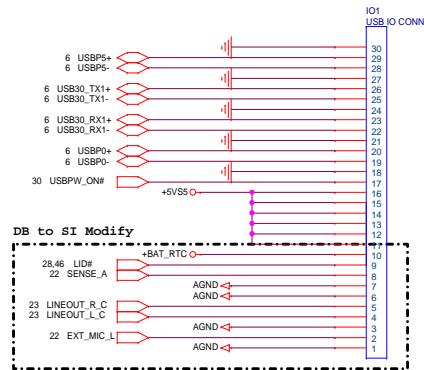 IO1
USB IO CONN
30
6 USBP5+ 29
6 USBP5- 28
27
6 USB30_TX1+ 26
6 USB30_TX1- 25
24
6 USB30_RX1+ 23
6 USB30_RX1- 22
21
6 USBP0+ 20
6 USBP0- 19
18
30 USBPW_ON# 17
+5VS5 16
15
14
13
12
DB to SI Modify
11
+BAT_RTC 10
28,46 LID# 9
22 SENSE_A 8
AGND 7
AGND 6
23 LINEOUT_R_C 5
23 LINEOUT_L_C 4
AGND 3
22 EXT_MIC_L 2
AGND 1